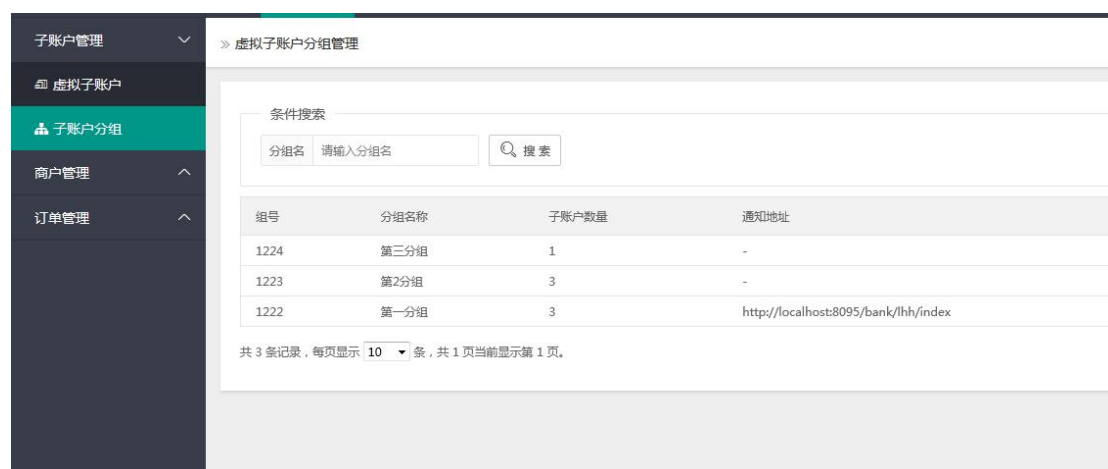 子账户管理
虚拟子账户
子账户分组
商户管理
订单管理
» 虚拟子账户分组管理
条件搜索
分组名 请输入分组名 搜 索
组号 分组名称 子账户数量 通知地址
1224 第三分组 1 -
1223 第2分组 3 -
1222 第一分组 3 http://localhost:8095/bank/lhh/index
共 3 条记录，每页显示 10 条，共 1 页当前显示第 1 页。